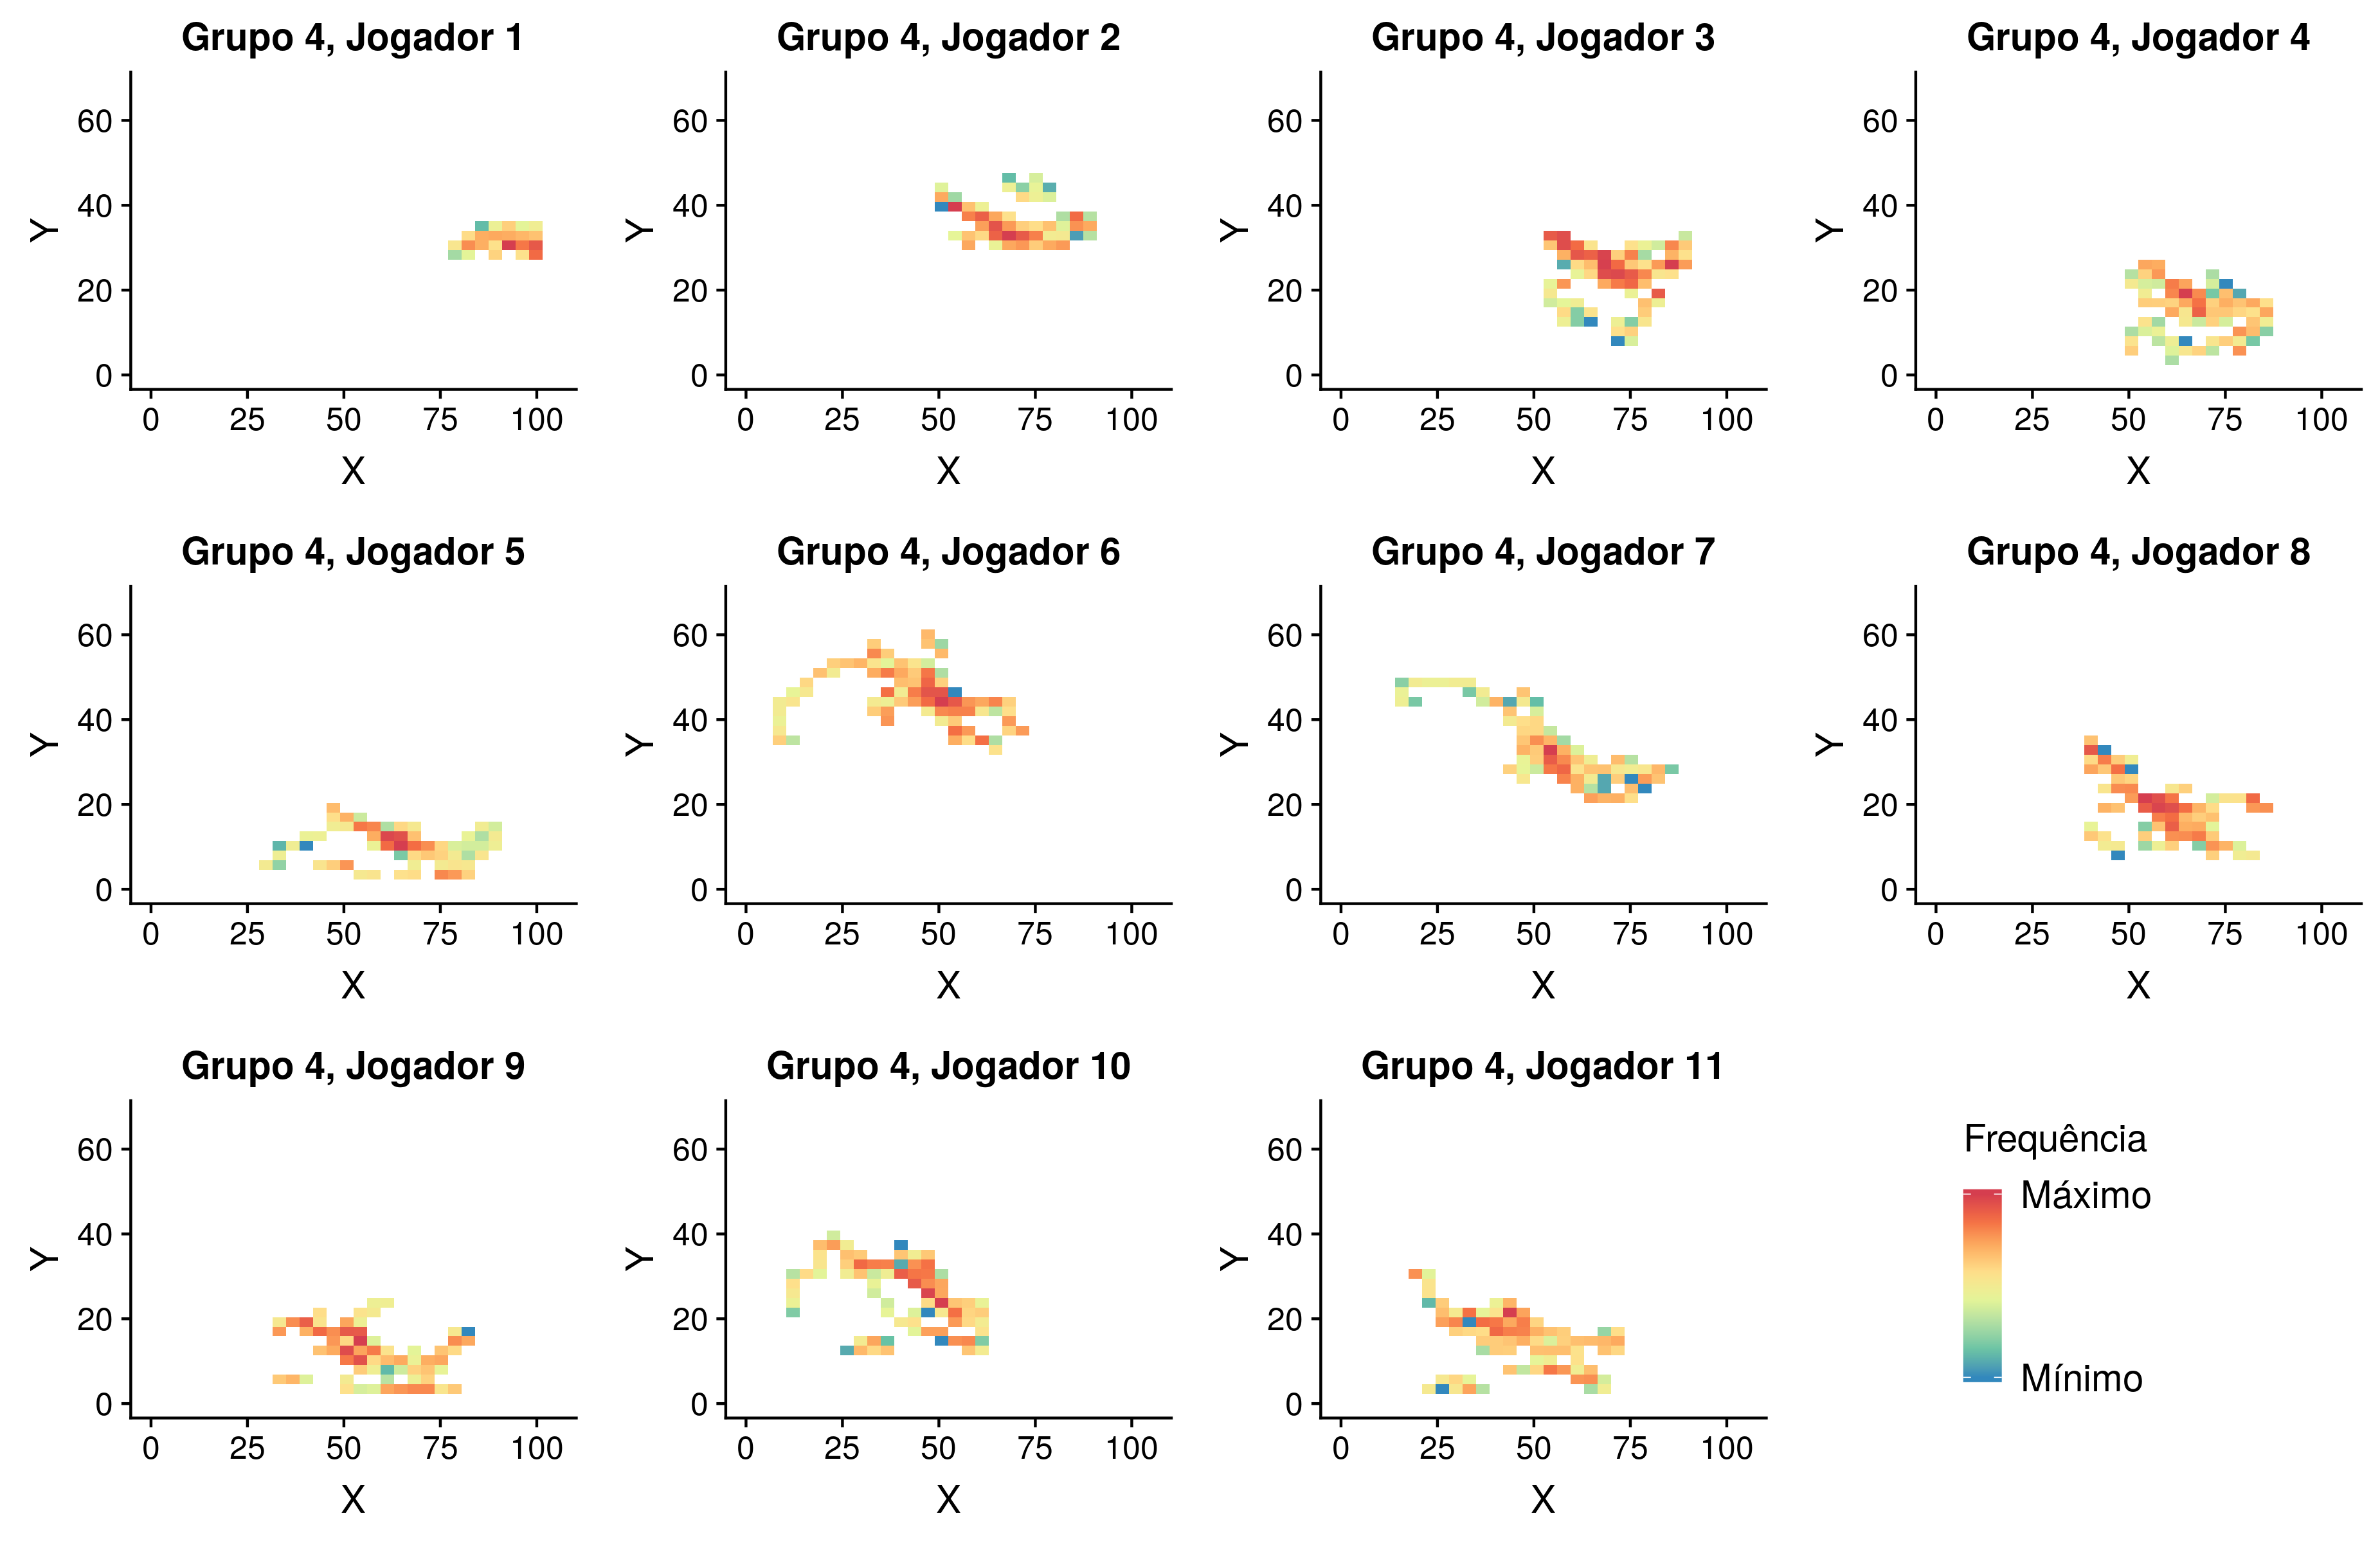 Grupo 4, Jogador 1
Grupo 4, Jogador 2
Grupo 4, Jogador 3
Grupo 4, Jogador 4
60
40
20
0
Y
0 25 50 75 100
X
60
40
20
0
Y
0 25 50 75 100
X
60
40
20
0
Y
0 25 50 75 100
X
60
40
20
0
Y
0 25 50 75 100
X
Grupo 4, Jogador 5
Grupo 4, Jogador 6
Grupo 4, Jogador 7
Grupo 4, Jogador 8
60
40
20
0
Y
0 25 50 75 100
X
60
40
20
0
Y
0 25 50 75 100
X
60
40
20
0
Y
0 25 50 75 100
X
60
40
20
0
Y
0 25 50 75 100
X
Grupo 4, Jogador 9
Grupo 4, Jogador 10
Grupo 4, Jogador 11
60
40
20
0
Y
0 25 50 75 100
X
60
40
20
0
Y
0 25 50 75 100
X
60
40
20
0
Y
0 25 50 75 100
X
Frequência
Máximo
Mínimo